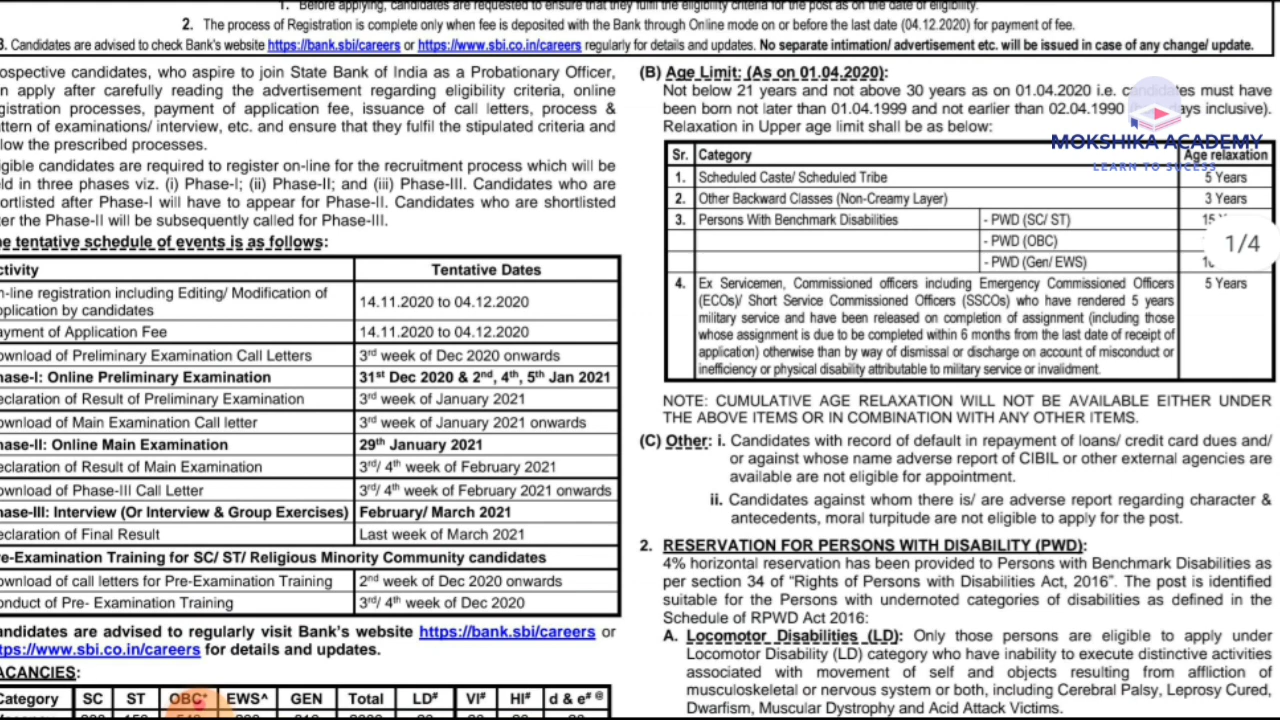 1. Before applying, candidates are requested to ensure that they fulfil the eligibility criteria for the post as on the date of eligibility.
2. The process of Registration is complete only when fee is deposited with the Bank through Online mode on or before the last date (04.12.2020) for payment of fee.
3. Candidates are advised to check Bank's website https://bank.sbi/careers or https://www.sbi.co.in/careers regularly for details and updates. No separate intimation/ advertisement etc. will be issued in case of any change/ update.
ospective candidates, who aspire to join State Bank of India as a Probationary Officer,
n apply after carefully reading the advertisement regarding eligibility criteria, online
gistration processes, payment of application fee, issuance of call letters, process &
ttern of examinations/ interview, etc. and ensure that they fulfil the stipulated criteria and
low the prescribed processes.
gible candidates are required to register on-line for the recruitment process which will be
ld in three phases viz. (i) Phase-I; (ii) Phase-II; and (iii) Phase-III. Candidates who are
ortlisted after Phase-I will have to appear for Phase-II. Candidates who are shortlisted
er the Phase-II will be subsequently called for Phase-III.
e tentative schedule of events is as follows:
ctivity Tentative Dates
n-line registration including Editing/ Modification of
pplication by candidates 14.11.2020 to 04.12.2020
ayment of Application Fee 14.11.2020 to 04.12.2020
ownload of Preliminary Examination Call Letters 3rd week of Dec 2020 onwards
hase-I: Online Preliminary Examination 31st Dec 2020 & 2nd, 4th, 5th Jan 2021
eclaration of Result of Preliminary Examination 3rd week of January 2021
ownload of Main Examination Call letter 3rd week of January 2021 onwards
hase-II: Online Main Examination 29th January 2021
eclaration of Result of Main Examination 3rd/ 4th week of February 2021
ownload of Phase-III Call Letter 3rd/ 4th week of February 2021 onwards
hase-III: Interview (Or Interview & Group Exercises) February/ March 2021
eclaration of Final Result Last week of March 2021
e-Examination Training for SC/ ST/ Religious Minority Community candidates
ownload of call letters for Pre-Examination Training 2nd week of Dec 2020 onwards
onduct of Pre- Examination Training 3rd/ 4th week of Dec 2020
andidates are advised to regularly visit Bank's website https://bank.sbi/careers or
tps://www.sbi.co.in/careers for details and updates.
ACANCIES:
Category SC ST OBC* EWS^ GEN Total LD# VI# HI# d & e# @
(B) Age Limit: (As on 01.04.2020):
Not below 21 years and not above 30 years as on 01.04.2020 i.e. candidates must have
been born not later than 01.04.1999 and not earlier than 02.04.1990 days inclusive).
Relaxation in Upper age limit shall be as below:
MOKSHIKA ACADEMY
LEARN TO SUCCESS
Sr. Category Age relaxation
1. Scheduled Caste/ Scheduled Tribe 5 Years
2. Other Backward Classes (Non-Creamy Layer) 3 Years
3. Persons With Benchmark Disabilities - PWD (SC/ ST) 15
- PWD (OBC)
- PWD (Gen/ EWS)
1/4
4. Ex Servicemen, Commissioned officers including Emergency Commissioned Officers 5 Years
(ECOs)/ Short Service Commissioned Officers (SSCOs) who have rendered 5 years
military service and have been released on completion of assignment (including those
whose assignment is due to be completed within 6 months from the last date of receipt of
application) otherwise than by way of dismissal or discharge on account of misconduct or
inefficiency or physical disability attributable to military service or invalidment.
NOTE: CUMULATIVE AGE RELAXATION WILL NOT BE AVAILABLE EITHER UNDER
THE ABOVE ITEMS OR IN COMBINATION WITH ANY OTHER ITEMS.
(C) Other: i. Candidates with record of default in repayment of loans/ credit card dues and/
or against whose name adverse report of CIBIL or other external agencies are
available are not eligible for appointment.
ii. Candidates against whom there is/ are adverse report regarding character &
antecedents, moral turpitude are not eligible to apply for the post.
2. RESERVATION FOR PERSONS WITH DISABILITY (PWD):
4% horizontal reservation has been provided to Persons with Benchmark Disabilities as
per section 34 of "Rights of Persons with Disabilities Act, 2016". The post is identified
suitable for the Persons with undernoted categories of disabilities as defined in the
Schedule of RPWD Act 2016:
A. Locomotor Disabilities (LD): Only those persons are eligible to apply under
Locomotor Disability (LD) category who have inability to execute distinctive activities
associated with movement of self and objects resulting from affliction of
musculoskeletal or nervous system or both, including Cerebral Palsy, Leprosy Cured,
Dwarfism, Muscular Dystrophy and Acid Attack Victims.